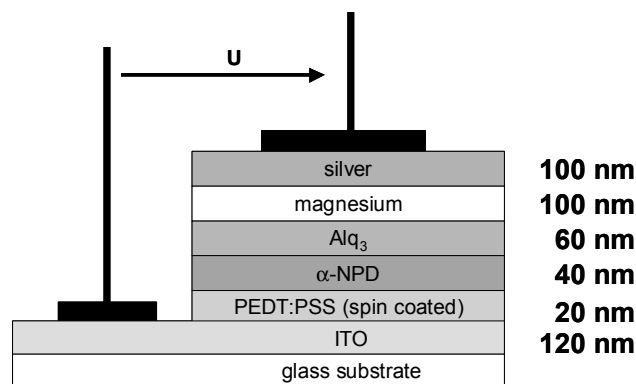 U
silver 100 nm
magnesium 100 nm
Alq₃ 60 nm
α-NPD 40 nm
PEDT:PSS (spin coated) 20 nm
ITO 120 nm
glass substrate